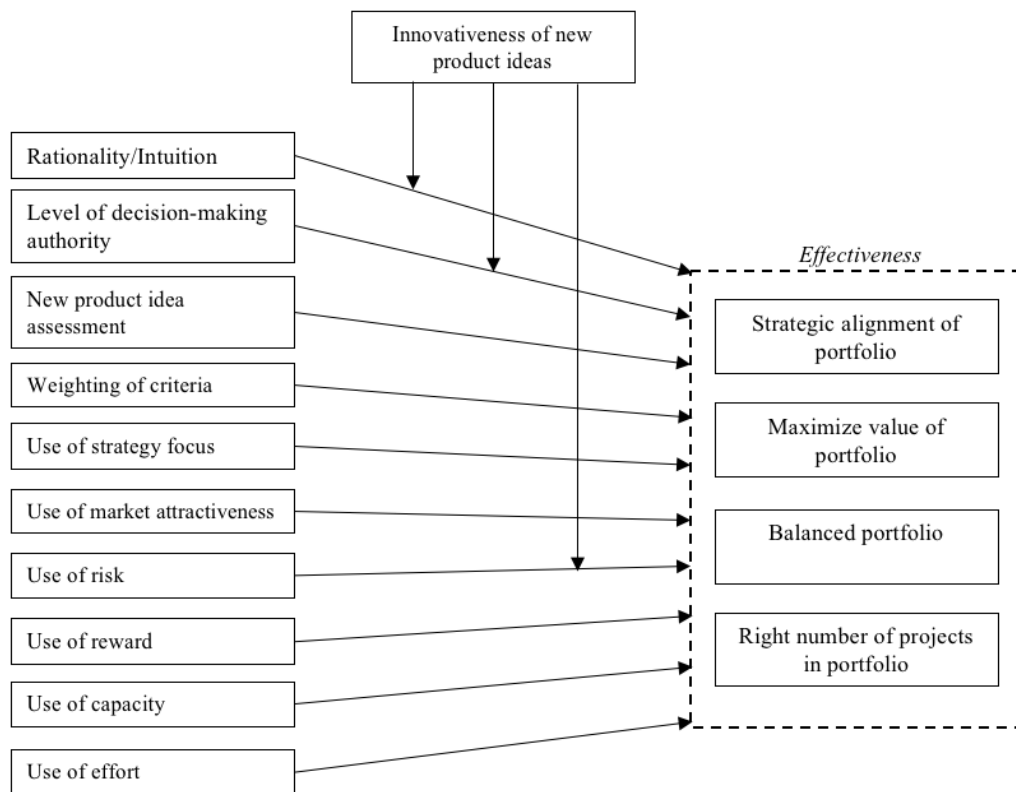 Innovativeness of new
product ideas
Rationality/Intuition
Level of decision-making
authority
New product idea
assessment
Weighting of criteria
Use of strategy focus
Use of market attractiveness
Use of risk
Use of reward
Use of capacity
Use of effort
Effectiveness
Strategic alignment of
portfolio
Maximize value of
portfolio
Balanced portfolio
Right number of projects
in portfolio